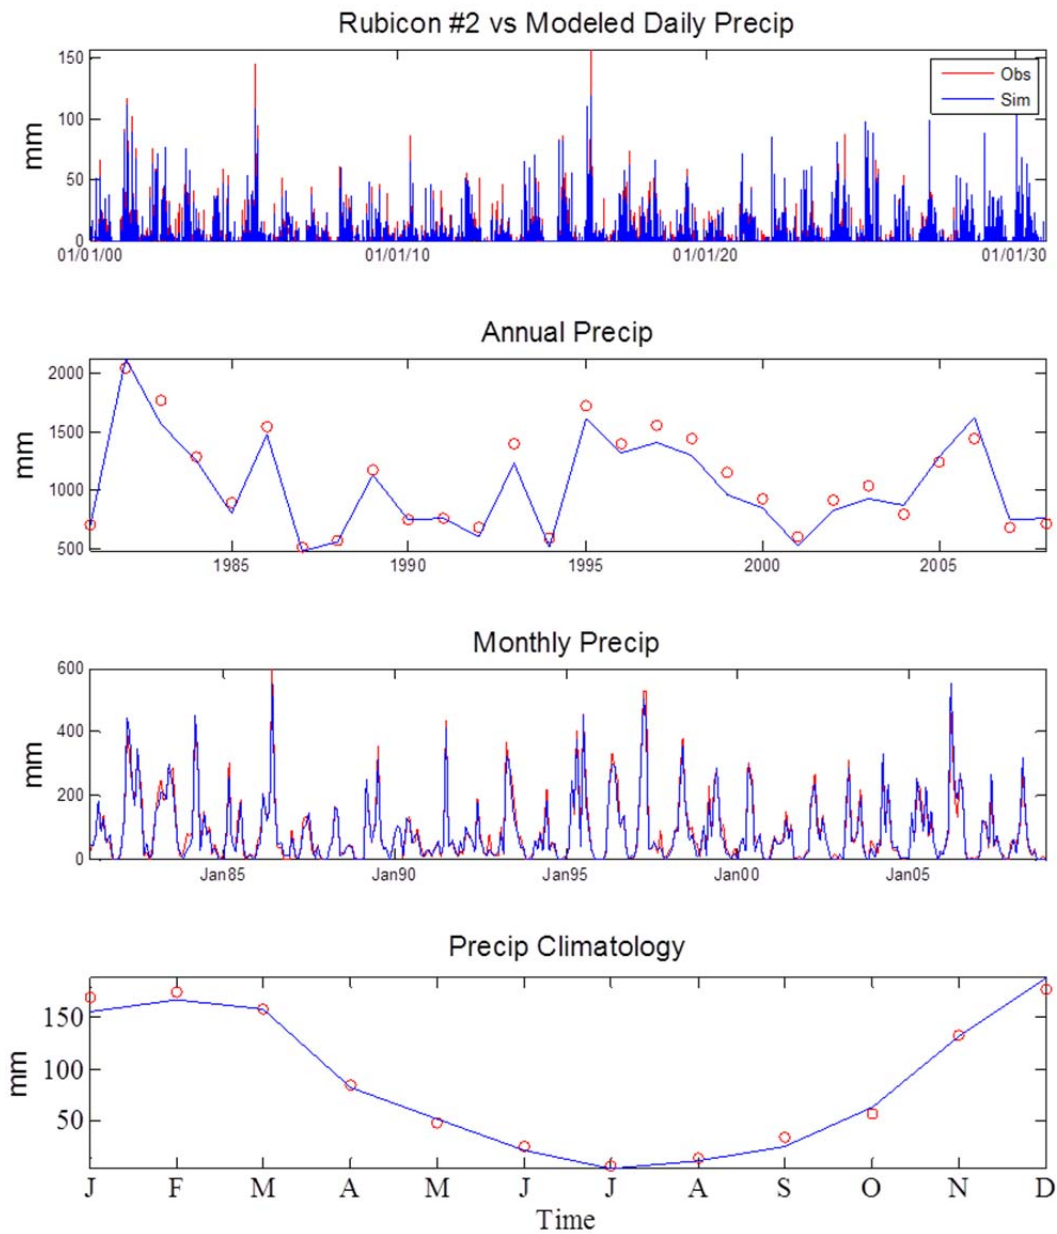 Rubicon #2 vs Modeled Daily Precip
150
100
50
0
mm
Obs
Sim
01/01/00 01/01/10 01/01/20 01/01/30
Annual Precip
2000
1500
1000
500
mm
1985 1990 1995 2000 2005
Monthly Precip
600
400
200
0
mm
Jan85 Jan90 Jan95 Jan00 Jan05
Precip Climatology
150
100
50
mm
J F M A M J J A S O N D
Time